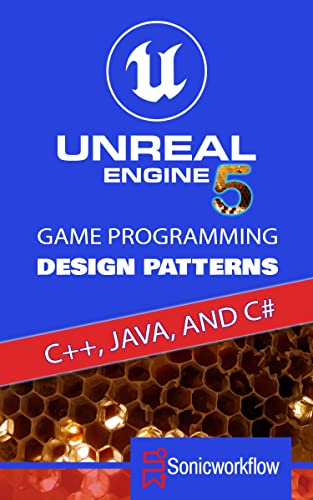 UNREAL
ENGINE 5
GAME PROGRAMMING
DESIGN PATTERNS
C++, JAVA, AND C#
Sonicworkflow